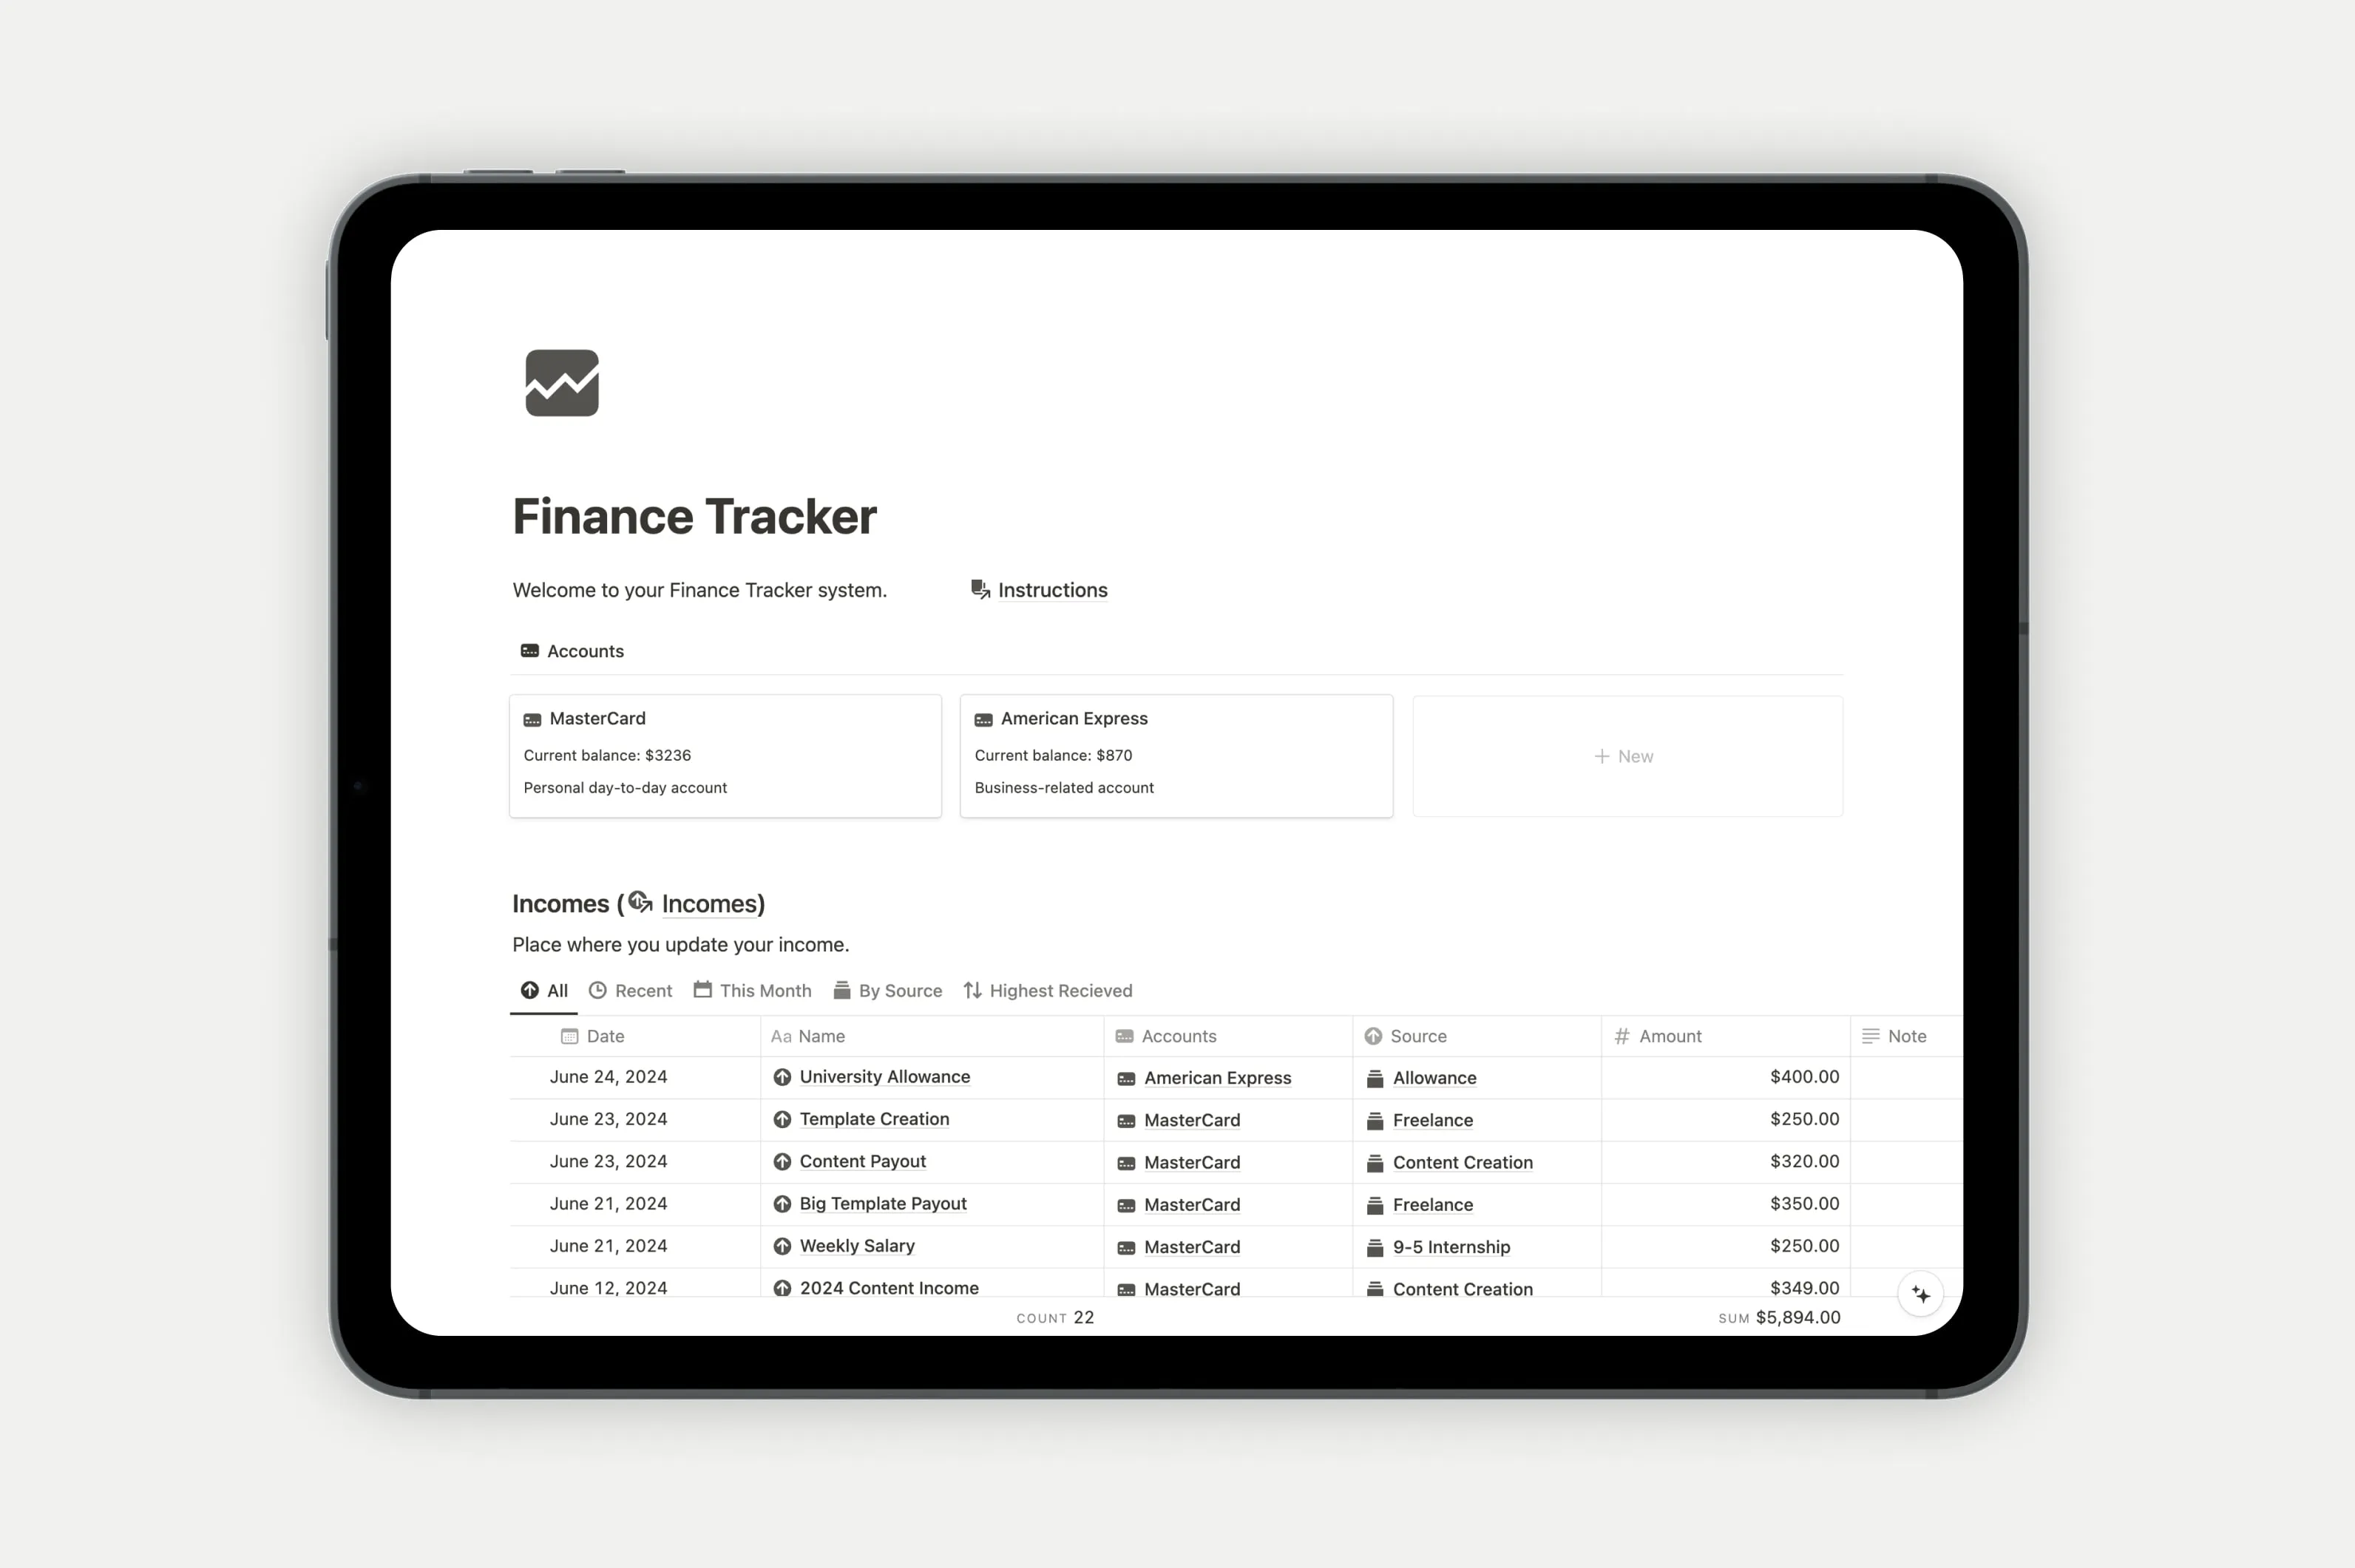 Finance Tracker
Welcome to your Finance Tracker system. Instructions
Accounts
MasterCard
Current balance: $3236
Personal day-to-day account
American Express
Current balance: $870
Business-related account
+ New
Incomes ( Incomes)
Place where you update your income.
All Recent This Month By Source Highest Recieved
Date Aa Name Accounts Source # Amount Note
June 24, 2024 University Allowance American Express Allowance $400.00
June 23, 2024 Template Creation MasterCard Freelance $250.00
June 23, 2024 Content Payout MasterCard Content Creation $320.00
June 21, 2024 Big Template Payout MasterCard Freelance $350.00
June 21, 2024 Weekly Salary MasterCard 9-5 Internship $250.00
June 12, 2024 2024 Content Income MasterCard Content Creation $349.00
COUNT 22 SUM $5,894.00